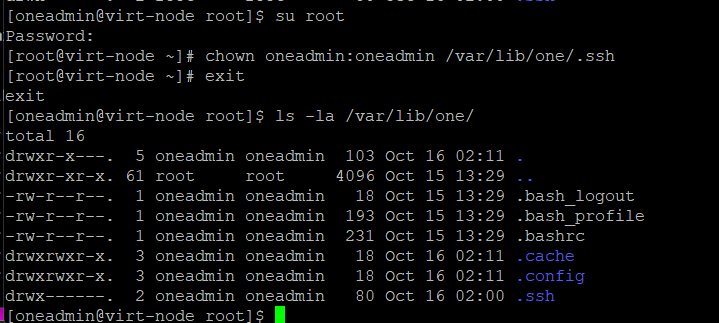 [oneadmin@virt-node root]$ su root
Password:
[root@virt-node ~]# chown oneadmin:oneadmin /var/lib/one/.ssh
[root@virt-node ~]# exit
exit
[oneadmin@virt-node root]$ ls -la /var/lib/one/
total 16
drwxr-x---.  5 oneadmin oneadmin  103 Oct 16 02:11 .
drwxr-xr-x. 61 root     root     4096 Oct 15 13:29 ..
-rw-r--r--.  1 oneadmin oneadmin   18 Oct 15 13:29 .bash_logout
-rw-r--r--.  1 oneadmin oneadmin  193 Oct 15 13:29 .bash_profile
-rw-r--r--.  1 oneadmin oneadmin  231 Oct 15 13:29 .bashrc
drwxrwxr-x.  3 oneadmin oneadmin   18 Oct 16 02:11 .cache
drwxrwxr-x.  3 oneadmin oneadmin   18 Oct 16 02:11 .config
drwx------.  2 oneadmin oneadmin   80 Oct 16 02:00 .ssh
[oneadmin@virt-node root]$